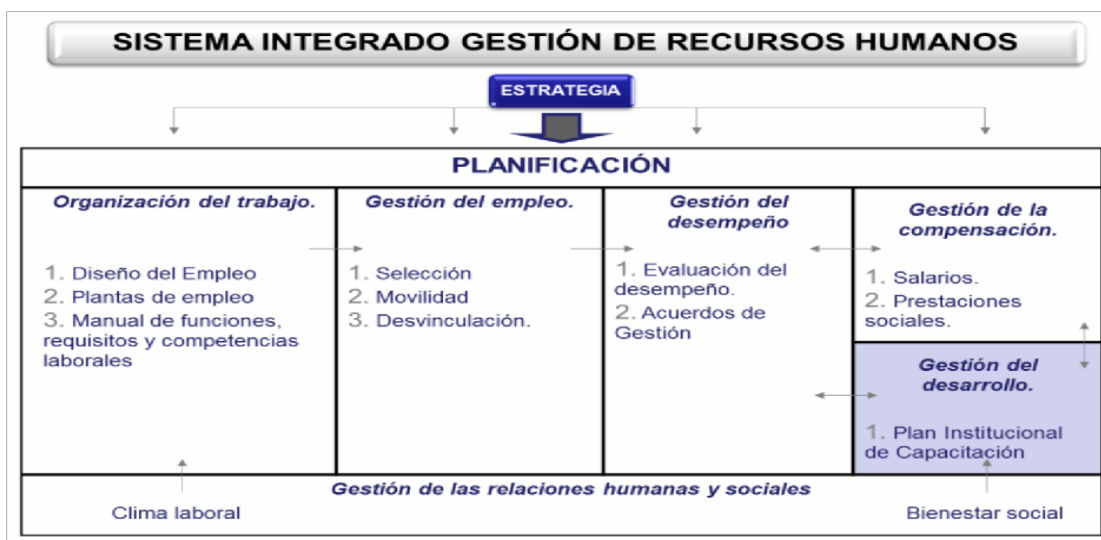 SISTEMA INTEGRADO GESTIÓN DE RECURSOS HUMANOS
ESTRATEGIA
PLANIFICACIÓN
Organización del trabajo.
1. Diseño del Empleo
2. Plantas de empleo
3. Manual de funciones,
requisitos y competencias
laborales
Gestión del empleo.
1. Selección
2. Movilidad
3. Desvinculación.
Gestión del
desempeño
1. Evaluación del
desempeño.
2. Acuerdos de
Gestión
Gestión de la
compensación.
1. Salarios.
2. Prestaciones
sociales.
Gestión del
desarrollo.
1. Plan Institucional
de Capacitación
Gestión de las relaciones humanas y sociales
Clima laboral
Bienestar social